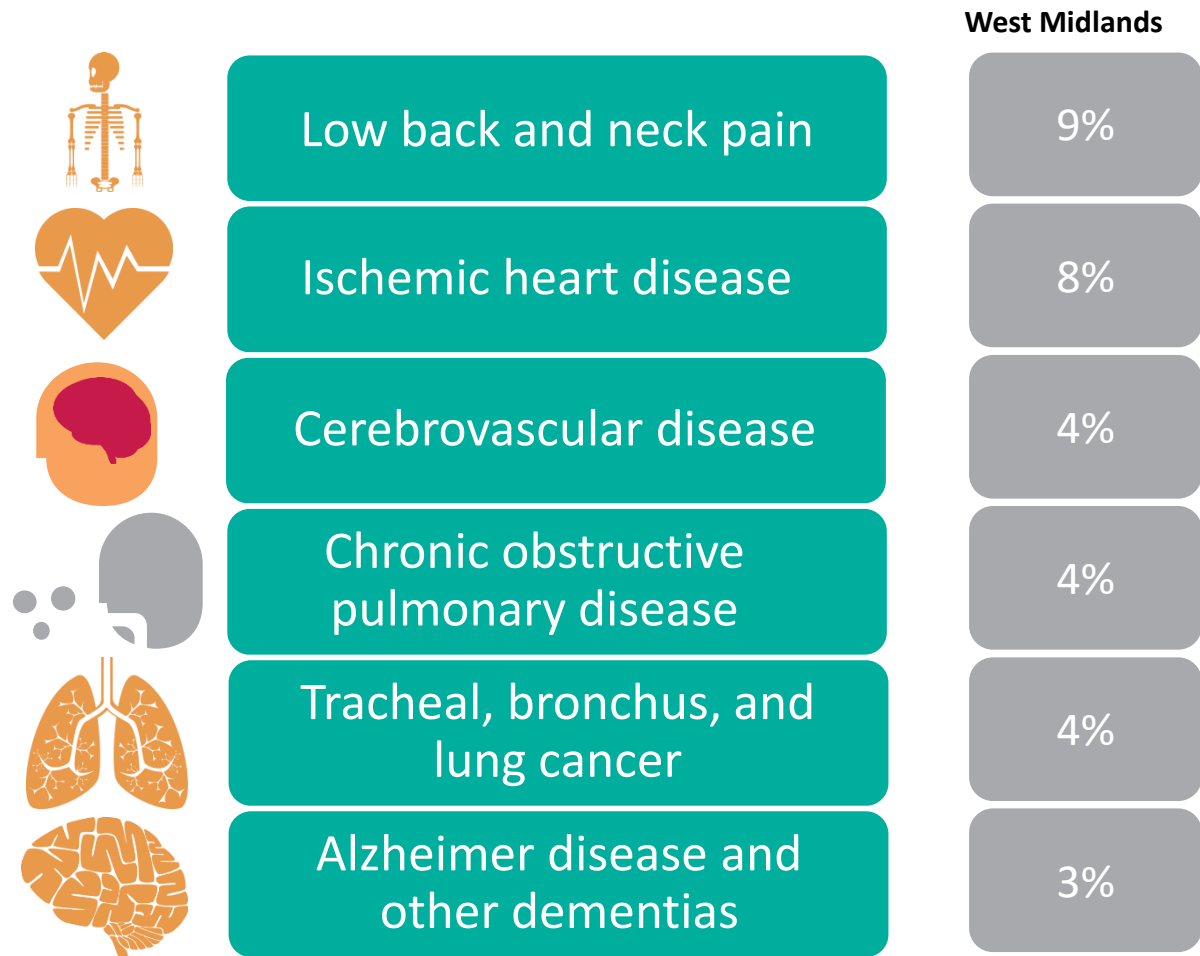 West Midlands
Low back and neck pain
9%
Ischemic heart disease
8%
Cerebrovascular disease
4%
Chronic obstructive
pulmonary disease
4%
Tracheal, bronchus, and
lung cancer
4%
Alzheimer disease and
other dementias
3%